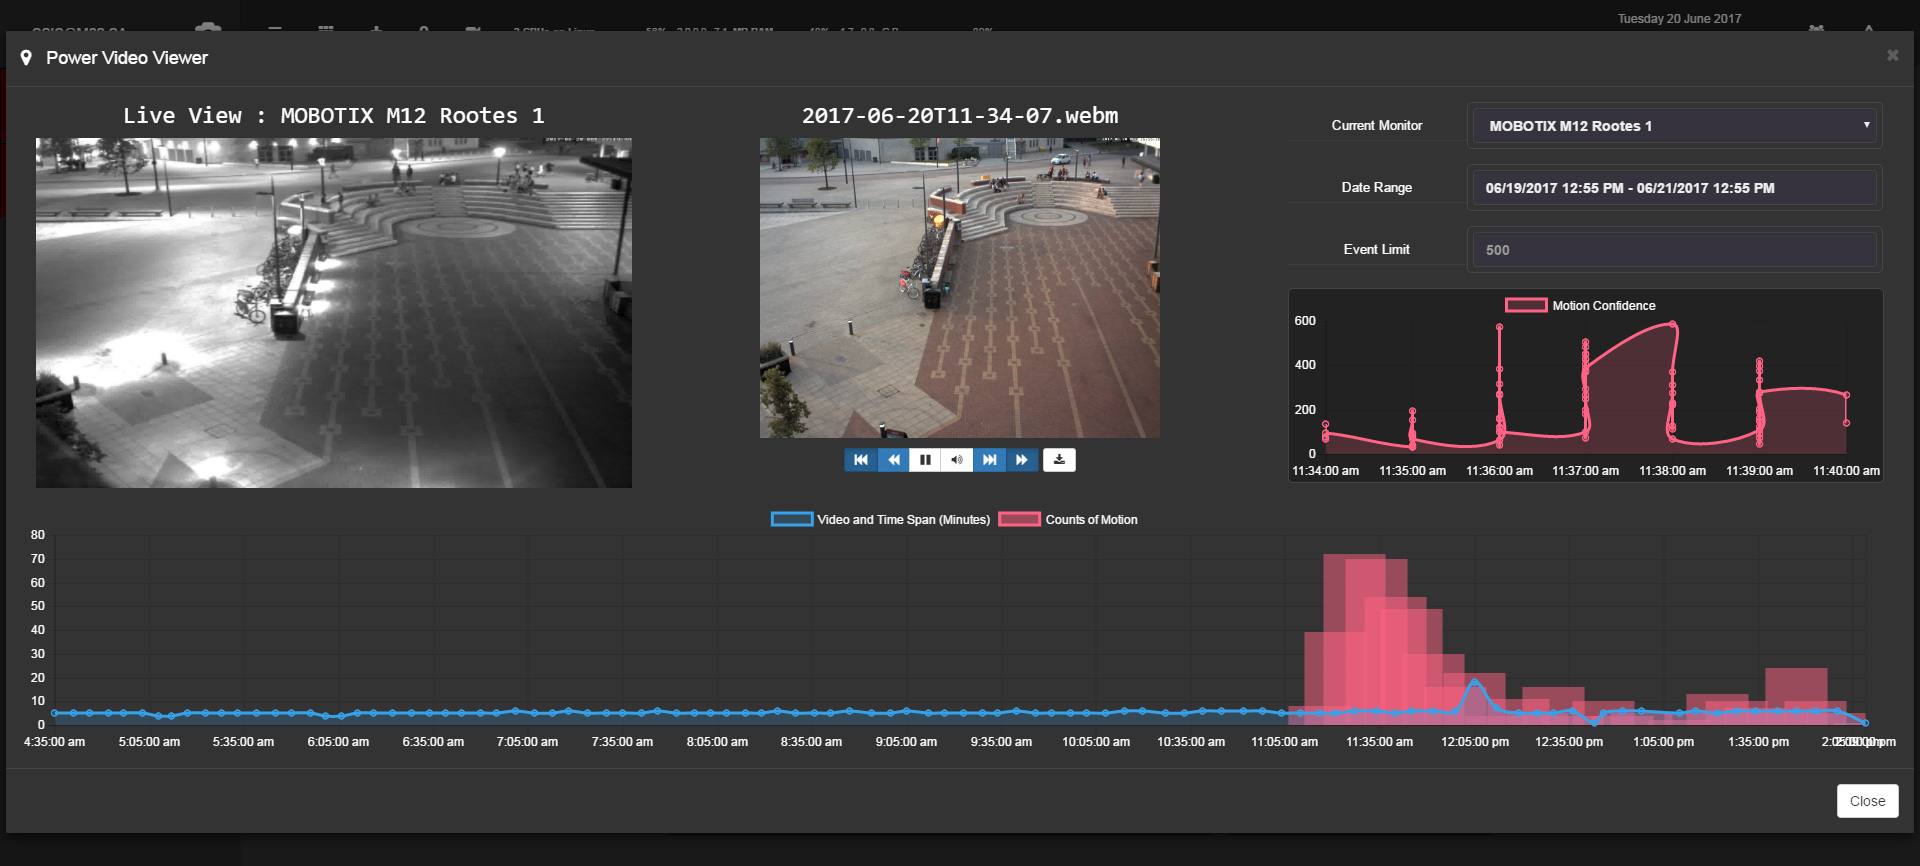 Tuesday 20 June 2017
Power Video Viewer
Live View : MOBOTIX M12 Rootes 1
2017-06-20T11-34-07.webm
Current Monitor
MOBOTIX M12 Rootes 1
Date Range
06/19/2017 12:55 PM - 06/21/2017 12:55 PM
Event Limit
500
Motion Confidence
600
400
200
0
11:34:00 am 11:35:00 am 11:36:00 am 11:37:00 am 11:38:00 am 11:39:00 am 11:40:00 am
Video and Time Span (Minutes) Counts of Motion
80
70
60
50
40
30
20
10
0
4:35:00 am 5:05:00 am 5:35:00 am 6:05:00 am 6:35:00 am 7:05:00 am 7:35:00 am 8:05:00 am 8:35:00 am 9:05:00 am 9:35:00 am 10:05:00 am 10:35:00 am 11:05:00 am 11:35:00 am 12:05:00 pm 12:35:00 pm 1:05:00 pm 1:35:00 pm
Close